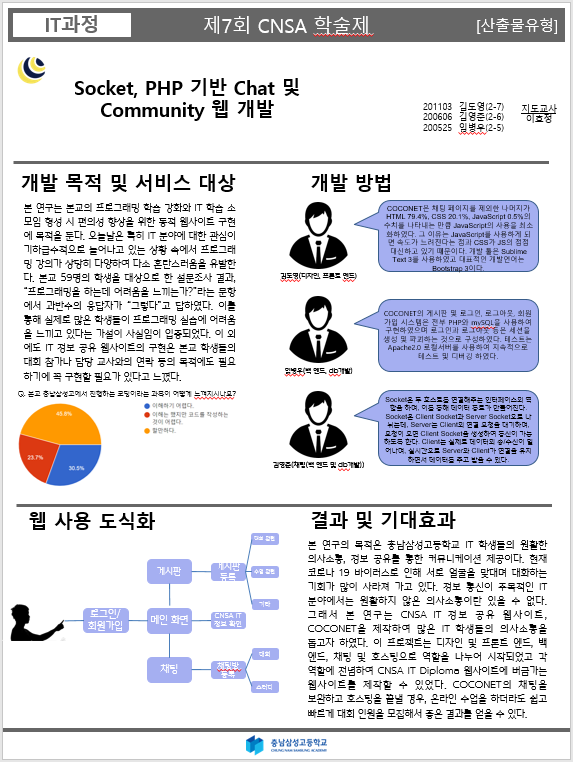 IT과정
제7회 CNSA 학술제
[산출물유형]
Socket, PHP 기반 Chat 및
Community 웹 개발
201103 김도영(2-7)
200606 김영준(2-6)
200525 임병우(2-5)
지도교사
이효정
개발 목적 및 서비스 대상
본 연구는 본교의 프로그래밍 학습 강화와 IT 학습 소
모임 형성 시 편의성 향상을 위한 동적 웹사이트 구현
에 목적을 둔다. 오늘날은 특히 IT 분야에 대한 관심이
기하급수적으로 늘어나고 있는 상황 속에서 프로그래
밍 강의가 상당히 다양하여 다소 혼란스러움을 유발한
다. 본교 59명의 학생을 대상으로 한 설문조사 결과,
“프로그래밍을 하는데 어려움을 느끼는가?”라는 문항
에서 과반수의 응답자가 “그렇다”고 답하였다. 이를
통해 실제로 많은 학생들이 프로그래밍 실습에 어려움
을 느끼고 있다는 가설이 사실임이 입증되었다. 이 외
에도 IT 정보 공유 웹사이트의 구현은 본교 학생들의
대회 참가나 담당 교사와의 연락 등의 목적에도 필요
하기에 꼭 구현할 필요가 있다고 느꼈다.
Q. 본교 충남삼성고에서 진행하는 코딩이라는 과목이 어떻게 느껴지시나요?
45.8%
23.7%
30.5%
이해하기 어렵다.
이해는 했지만 코드를 작성하는
것이 어렵다.
할만하다.
개발 방법
COCONET은 채팅 페이지를 제외한 나머지가
HTML 79.4%, CSS 20.1%, JavaScript 0.5%의
수치를 나타내는 만큼 JavaScript의 사용을 최소
화하였다. 그 이유는 JavaScript를 사용하게 되
면 속도가 느려진다는 점과 CSS가 JS의 점점
대신하고 있기 때문이다. 개발 툴은 Sublime
Text 3를 사용하였고 대표적인 개발언어는
Bootstrap 3이다.
김도영(디자인, 프론트 엔드)
COCONET의 게시판 및 로그인, 로그아웃, 회원
가입 시스템은 전부 PHP와 mySQL을 사용하여
구현하였으며 로그인과 로그아웃 등은 세션을
생성 및 파괴하는 것으로 구성하였다. 테스트는
Apache2.0 로컬서버를 사용하여 지속적으로
테스트 및 디버깅 하였다.
임병우(백 엔드, db개발)
Socket은 두 호스트를 연결해주는 인터페이스의 역
할을 하며, 이를 통해 데이터 통로가 만들어진다.
Socket은 Client Socket과 Server Socket으로 나
뉘는데, Server는 Client의 연결 요청을 대기하며,
요청이 오면 Client Socket을 생성하여 통신이 가능
하도록 한다. Client는 실제로 데이터의 송/수신이 일
어나며, 실시간으로 Server와 Client가 연결을 유지
하면서 데이터를 주고 받을 수 있다.
김영준(채팅(백 엔드 및 db개발))
웹 사용 도식화
로그인/
회원가입
게시판
메인 화면
채팅
게시판
등록
CNSA IT
정보 확인
채팅방
등록
기타
대회
스터디
결과 및 기대효과
본 연구의 목적은 충남삼성고등학교 IT 학생들의 원활한
의사소통, 정보 공유를 통한 커뮤니케이션 제공이다. 현재
코로나 19 바이러스로 인해 서로 얼굴을 맞대며 대화하는
기회가 많이 사라져 가고 있다. 정보 통신이 주목적인 IT
분야에서는 원활하지 않은 의사소통이란 있을 수 없다.
그래서 본 연구는 CNSA IT 정보 공유 웹사이트,
COCONET을 제작하여 많은 IT 학생들의 의사소통을
돕고자 하였다. 이 프로젝트는 디자인 및 프론트 엔드, 백
엔드, 채팅 및 호스팅으로 역할을 나누어 시작되었고 각
역할에 전념하여 CNSA IT Diploma 웹사이트에 버금가는
웹사이트를 제작할 수 있었다. COCONET의 채팅을
보완하고 호스팅을 끝낼 경우, 온라인 수업을 하더라도 쉽고
빠르게 대회 인원을 모집해서 좋은 결과를 얻을 수 있다.
충남삼성고등학교
CHUNGNAM SAMSUNG ACADEMY